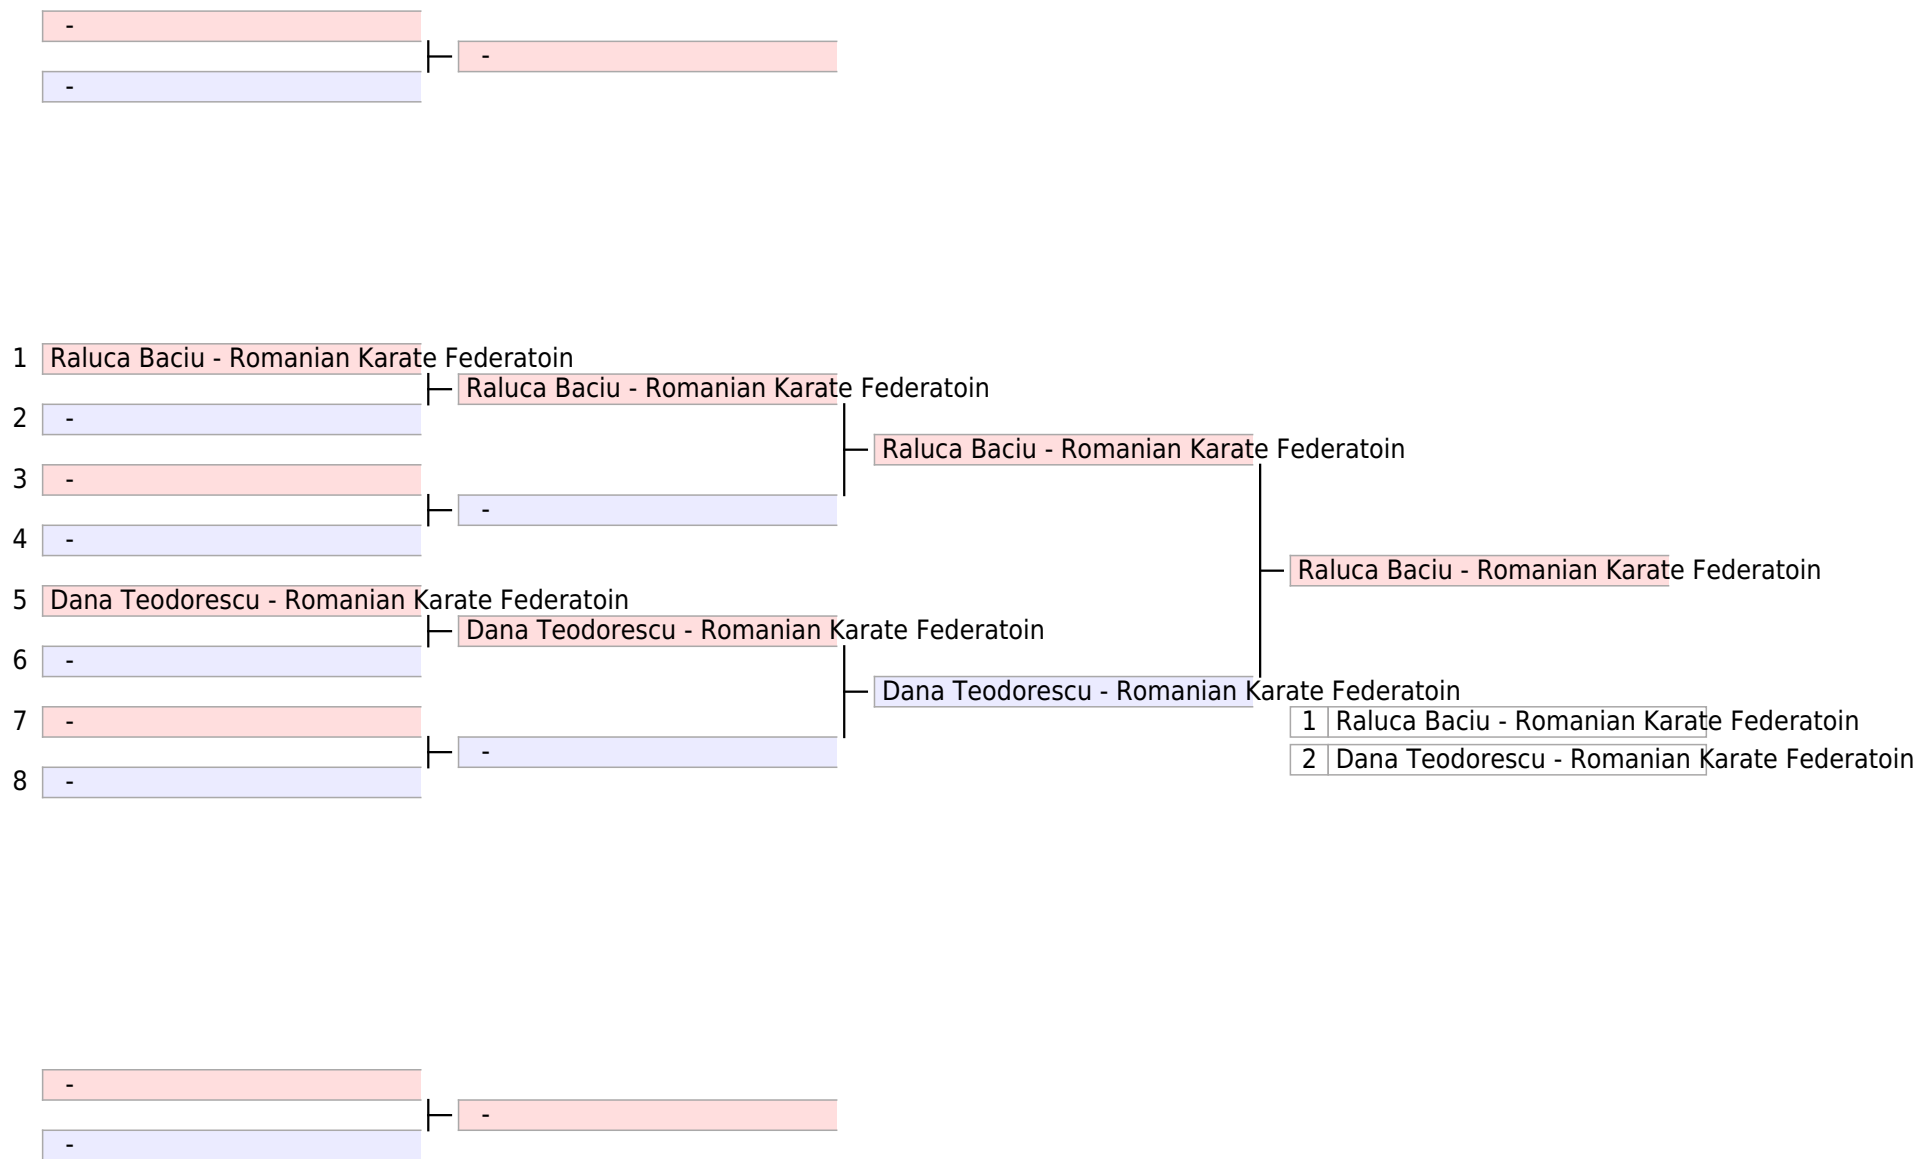 -
-
-
1 Raluca Baciu - Romanian Karate Federatoin
Raluca Baciu - Romanian Karate Federatoin
2 -
Raluca Baciu - Romanian Karate Federatoin
3 -
-
4 -
Raluca Baciu - Romanian Karate Federatoin
5 Dana Teodorescu - Romanian Karate Federatoin
Dana Teodorescu - Romanian Karate Federatoin
6 -
Dana Teodorescu - Romanian Karate Federatoin
7 -
1 Raluca Baciu - Romanian Karate Federatoin
-
2 Dana Teodorescu - Romanian Karate Federatoin
8 -
-
-
-